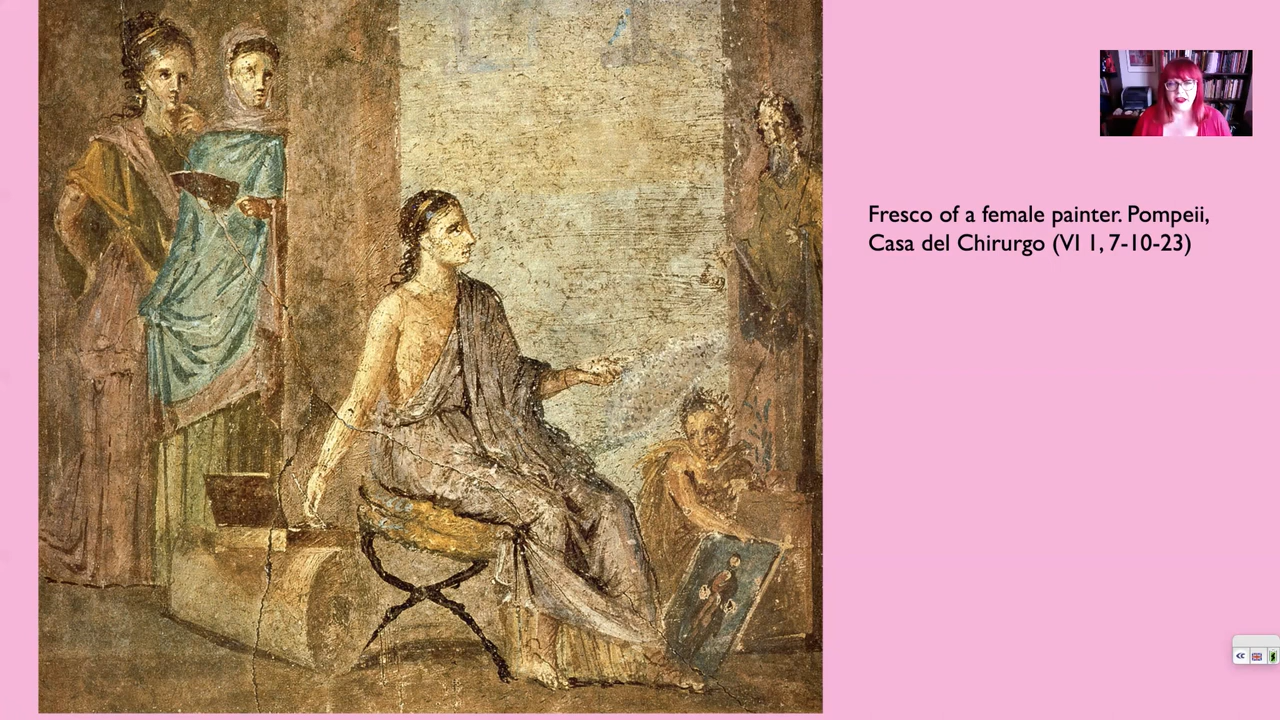 Fresco of a female painter. Pompeii,
Casa del Chirurgo (VI 1, 7-10-23)